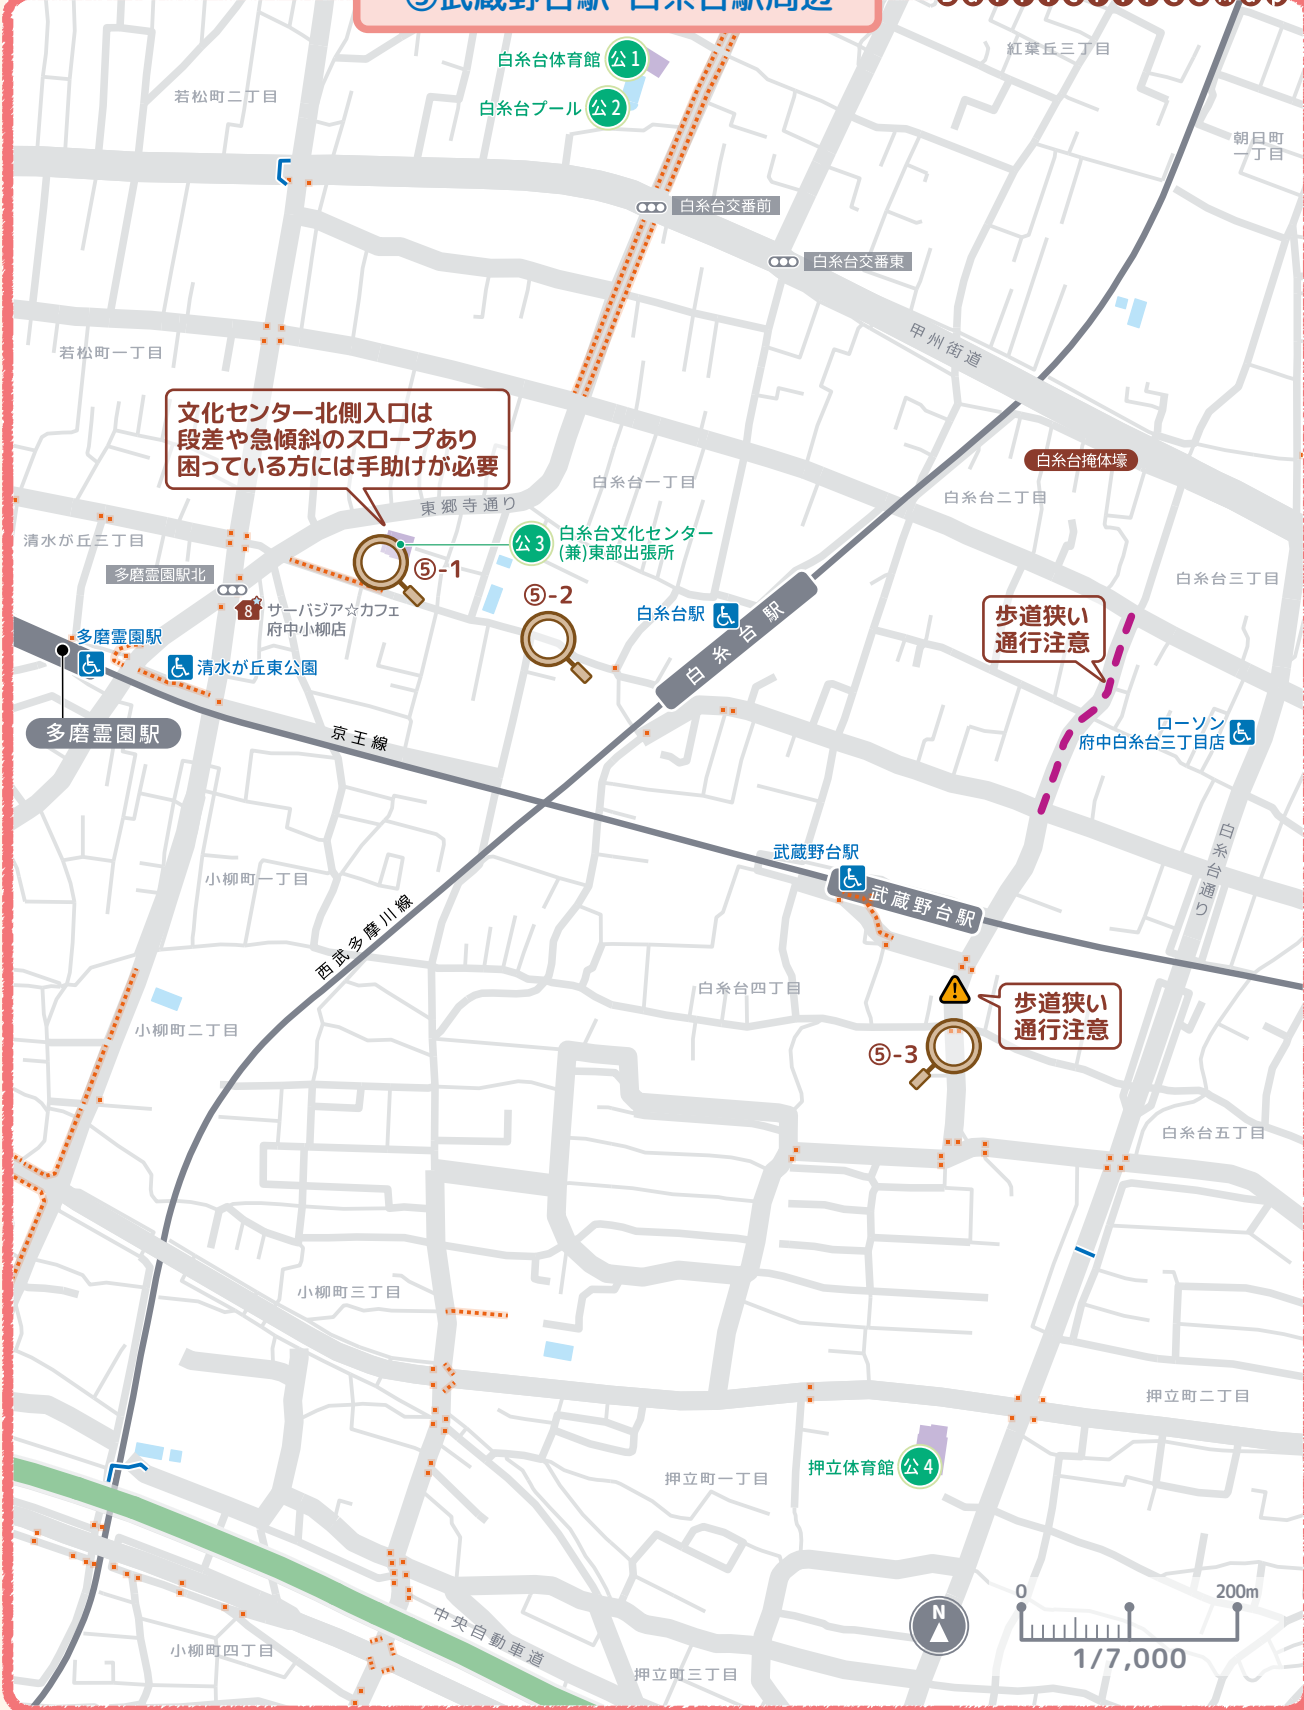 ⑤武蔵野台駅・白糸台駅周辺
白糸台体育館
公1
紅葉丘三丁目
若松町二丁目
白糸台プール
公2
朝日町
一丁目
白糸台交番前
白糸台交番東
甲州街道
若松町一丁目
文化センター北側入口は
段差や急傾斜のスロープあり
困っている方には手助けが必要
白糸台掩体壕
白糸台一丁目
白糸台二丁目
東郷寺通り
清水が丘三丁目
公3
白糸台文化センター
(兼)東部出張所
⑤-1
多磨霊園駅北
白糸台三丁目
⑤-2
8
サーバジア☆カフェ
府中小柳店
白糸台駅
白糸台駅
歩道狭い
通行注意
多磨霊園駅
清水が丘東公園
多磨霊園駅
京王線
ローソン
府中白糸台三丁目店
白糸台通り
武蔵野台駅
武蔵野台駅
小柳町一丁目
西武多摩川線
白糸台四丁目
歩道狭い
通行注意
小柳町二丁目
⑤-3
白糸台五丁目
小柳町三丁目
押立町二丁目
押立体育館
公4
押立町一丁目
中央自動車道
小柳町四丁目
押立町三丁目
N
0
200m
1/7,000